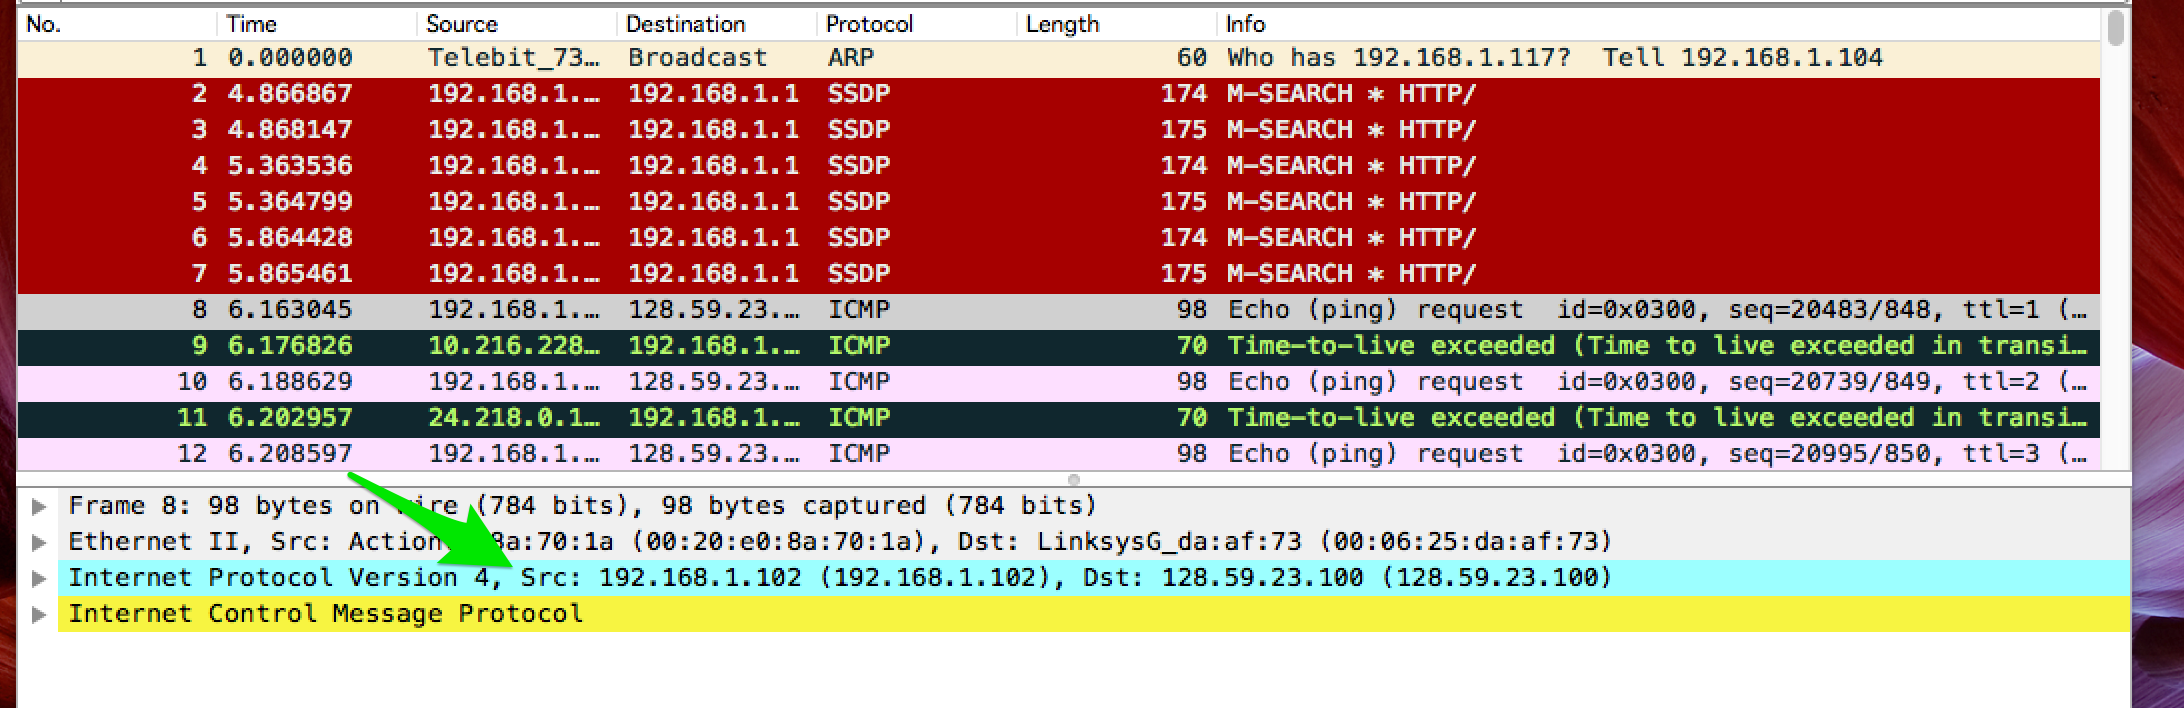 No. Time Source Destination Protocol Length Info
1 0.000000 Telebit_73… Broadcast ARP 60 Who has 192.168.1.117? Tell 192.168.1.104
2 4.866867 192.168.1.… 192.168.1.1 SSDP 174 M-SEARCH * HTTP/
3 4.868147 192.168.1.… 192.168.1.1 SSDP 175 M-SEARCH * HTTP/
4 5.363536 192.168.1.… 192.168.1.1 SSDP 174 M-SEARCH * HTTP/
5 5.364799 192.168.1.… 192.168.1.1 SSDP 175 M-SEARCH * HTTP/
6 5.864428 192.168.1.… 192.168.1.1 SSDP 174 M-SEARCH * HTTP/
7 5.865461 192.168.1.… 192.168.1.1 SSDP 175 M-SEARCH * HTTP/
8 6.163045 192.168.1.… 128.59.23.… ICMP 98 Echo (ping) request id=0x0300, seq=20483/848, ttl=1 (…
9 6.176826 10.216.228… 192.168.1.… ICMP 70 Time-to-live exceeded (Time to live exceeded in transi…
10 6.188629 192.168.1.… 128.59.23.… ICMP 98 Echo (ping) request id=0x0300, seq=20739/849, ttl=2 (…
11 6.202957 24.218.0.1… 192.168.1.… ICMP 70 Time-to-live exceeded (Time to live exceeded in transi…
12 6.208597 192.168.1.… 128.59.23.… ICMP 98 Echo (ping) request id=0x0300, seq=20995/850, ttl=3 (…
Frame 8: 98 bytes on wire (784 bits), 98 bytes captured (784 bits)
Ethernet II, Src: Action 8a:70:1a (00:20:e0:8a:70:1a), Dst: LinksysG_da:af:73 (00:06:25:da:af:73)
Internet Protocol Version 4, Src: 192.168.1.102 (192.168.1.102), Dst: 128.59.23.100 (128.59.23.100)
Internet Control Message Protocol